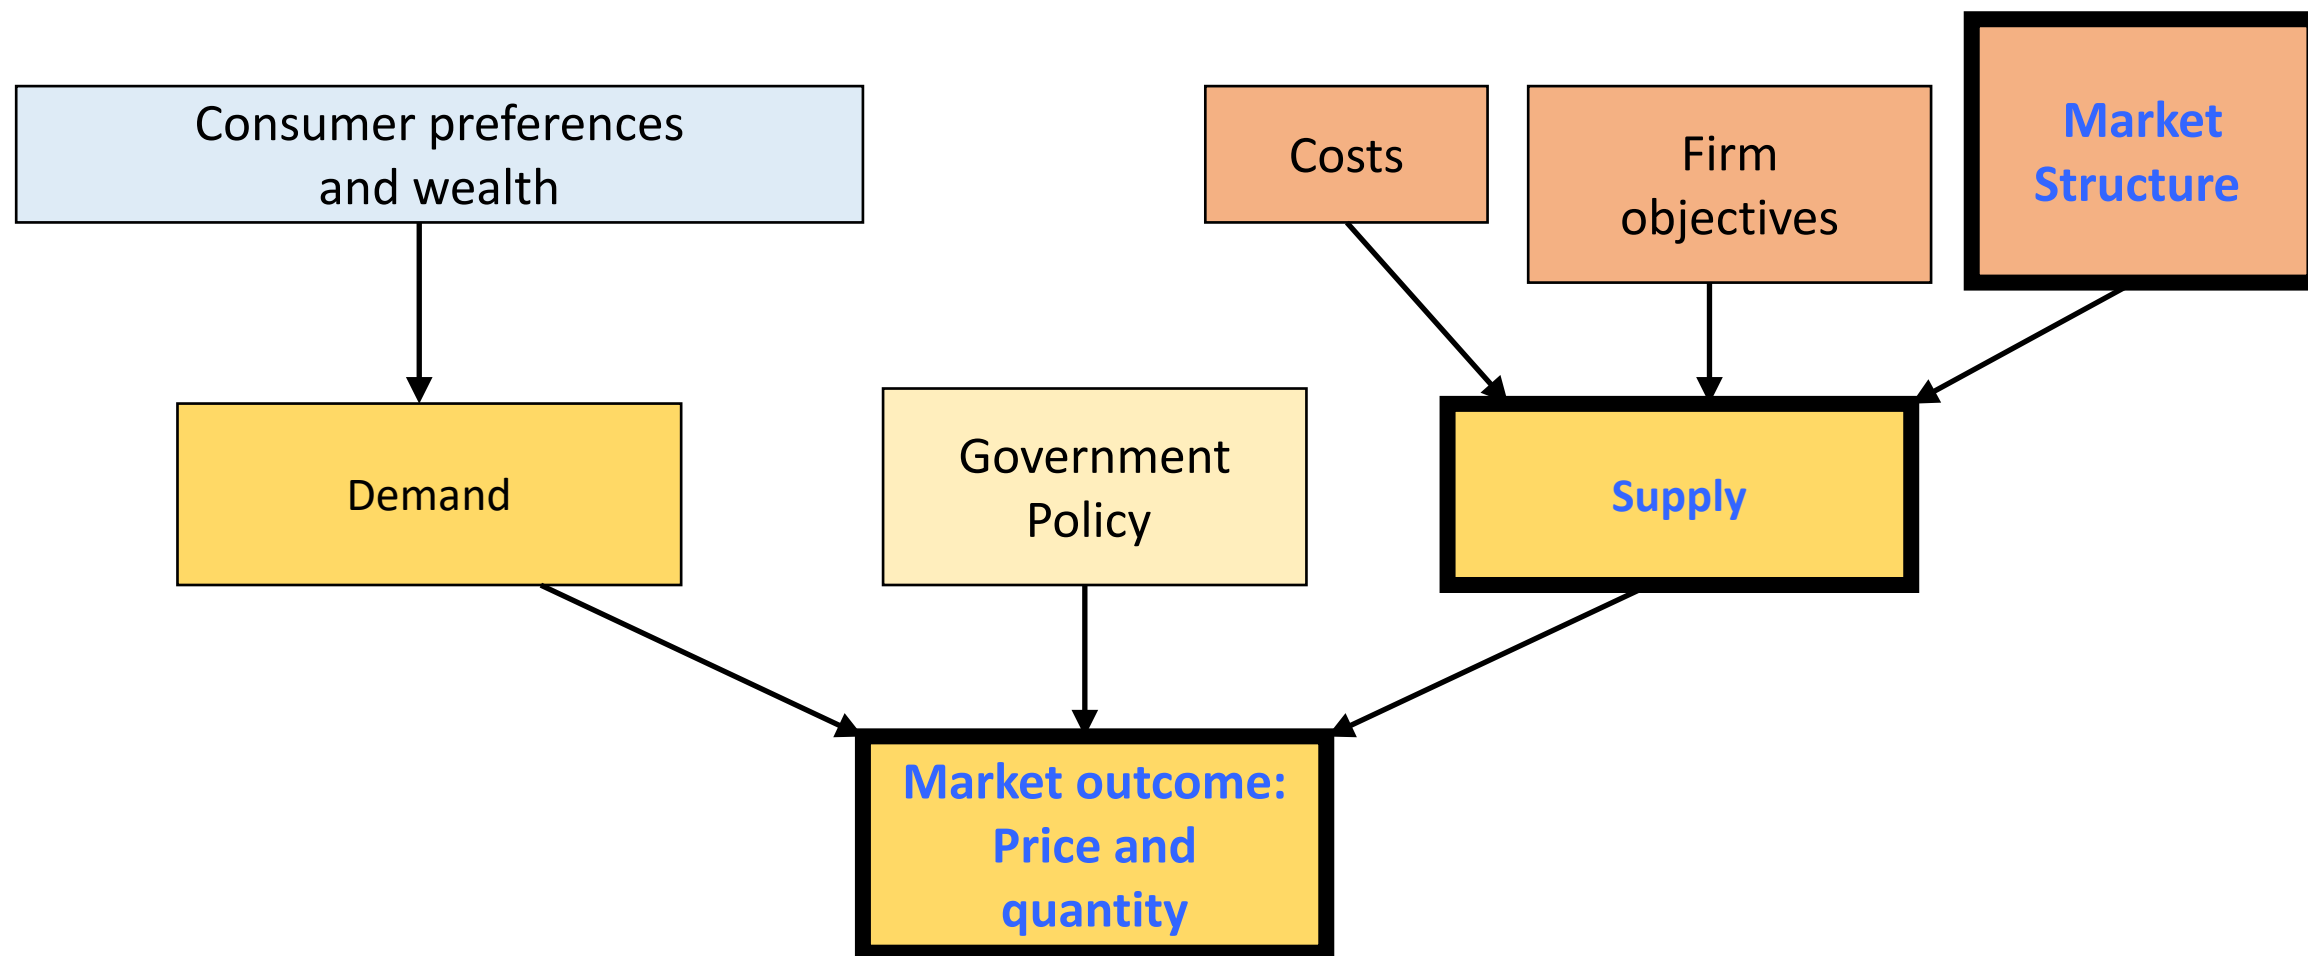 Consumer preferences
and wealth
Costs
Firm
objectives
Market
Structure
Demand
Government
Policy
Supply
Market outcome:
Price and
quantity